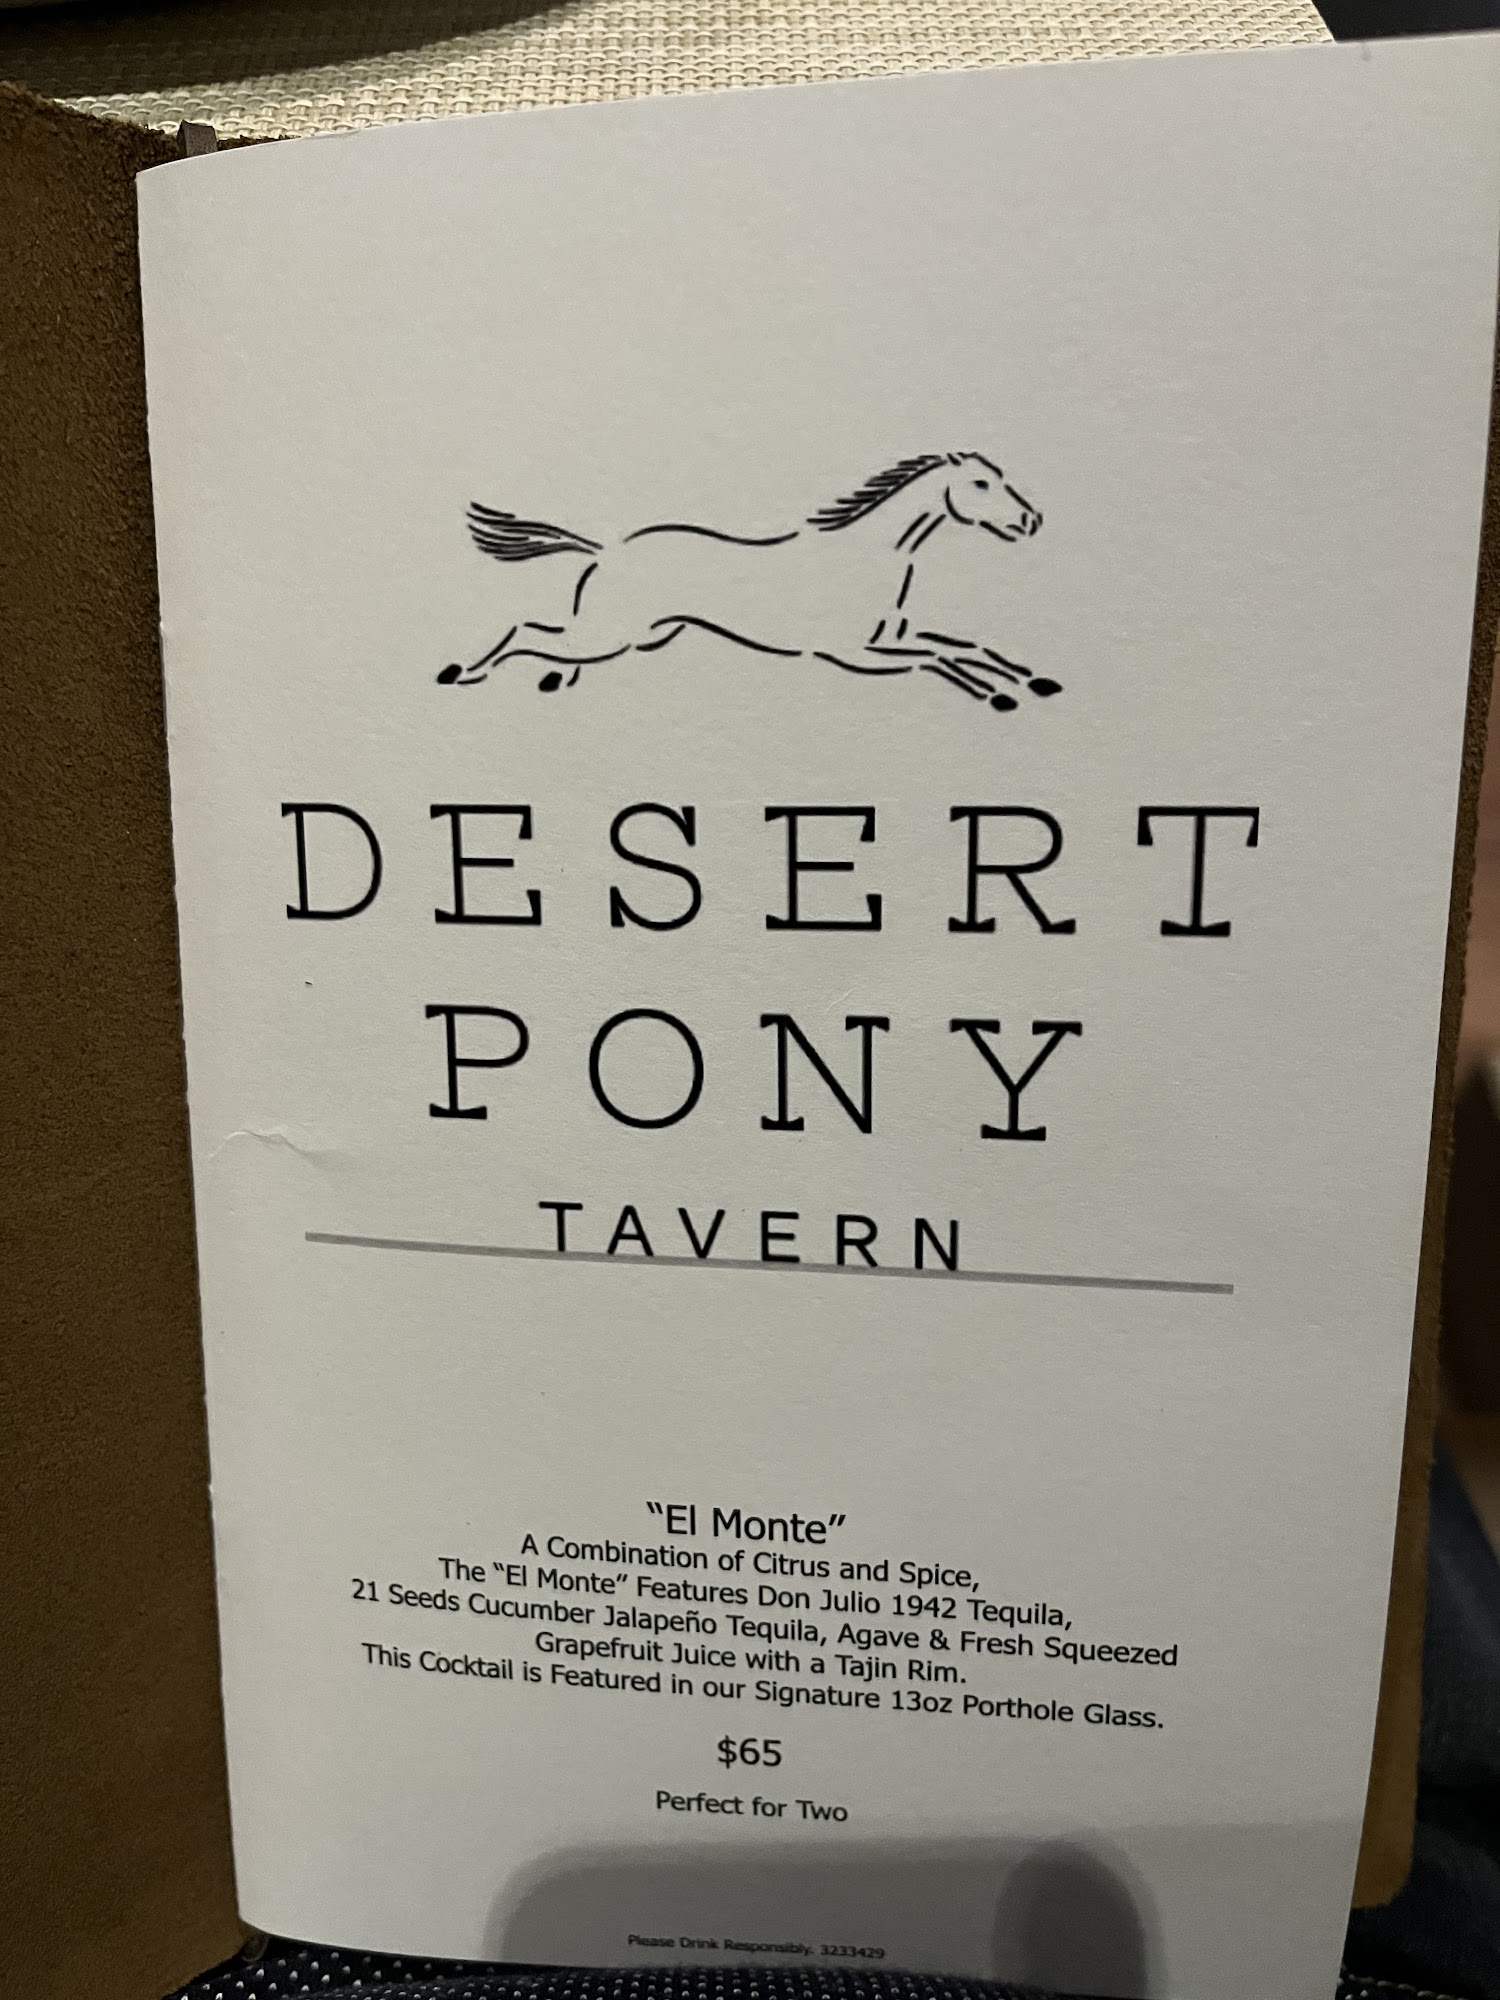 DESERT
PONY
TAVERN
“El Monte”
A Combination of Citrus and Spice,
The “El Monte” Features Don Julio 1942 Tequila,
21 Seeds Cucumber Jalapeño Tequila, Agave & Fresh Squeezed
Grapefruit Juice with a Tajin Rim.
This Cocktail is Featured in our Signature 13oz Porthole Glass.
$65
Perfect for Two
Please Drink Responsibly. 3233429